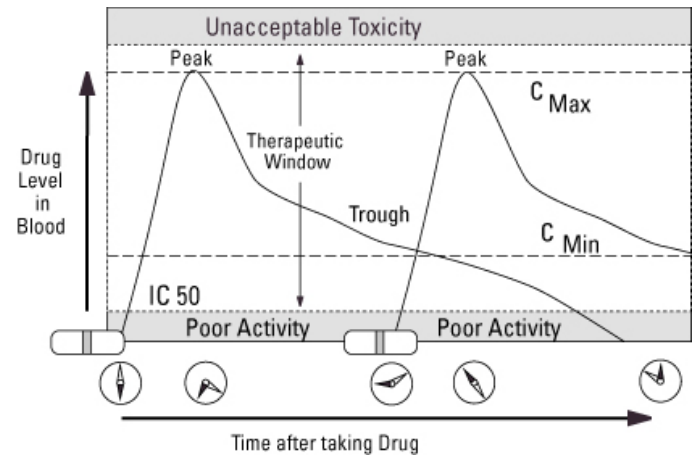 Unacceptable Toxicity
Peak
Peak
C Max
Drug
Level
in
Blood
Therapeutic
Window
Trough
C Min
IC 50
Poor Activity
Poor Activity
Time after taking Drug